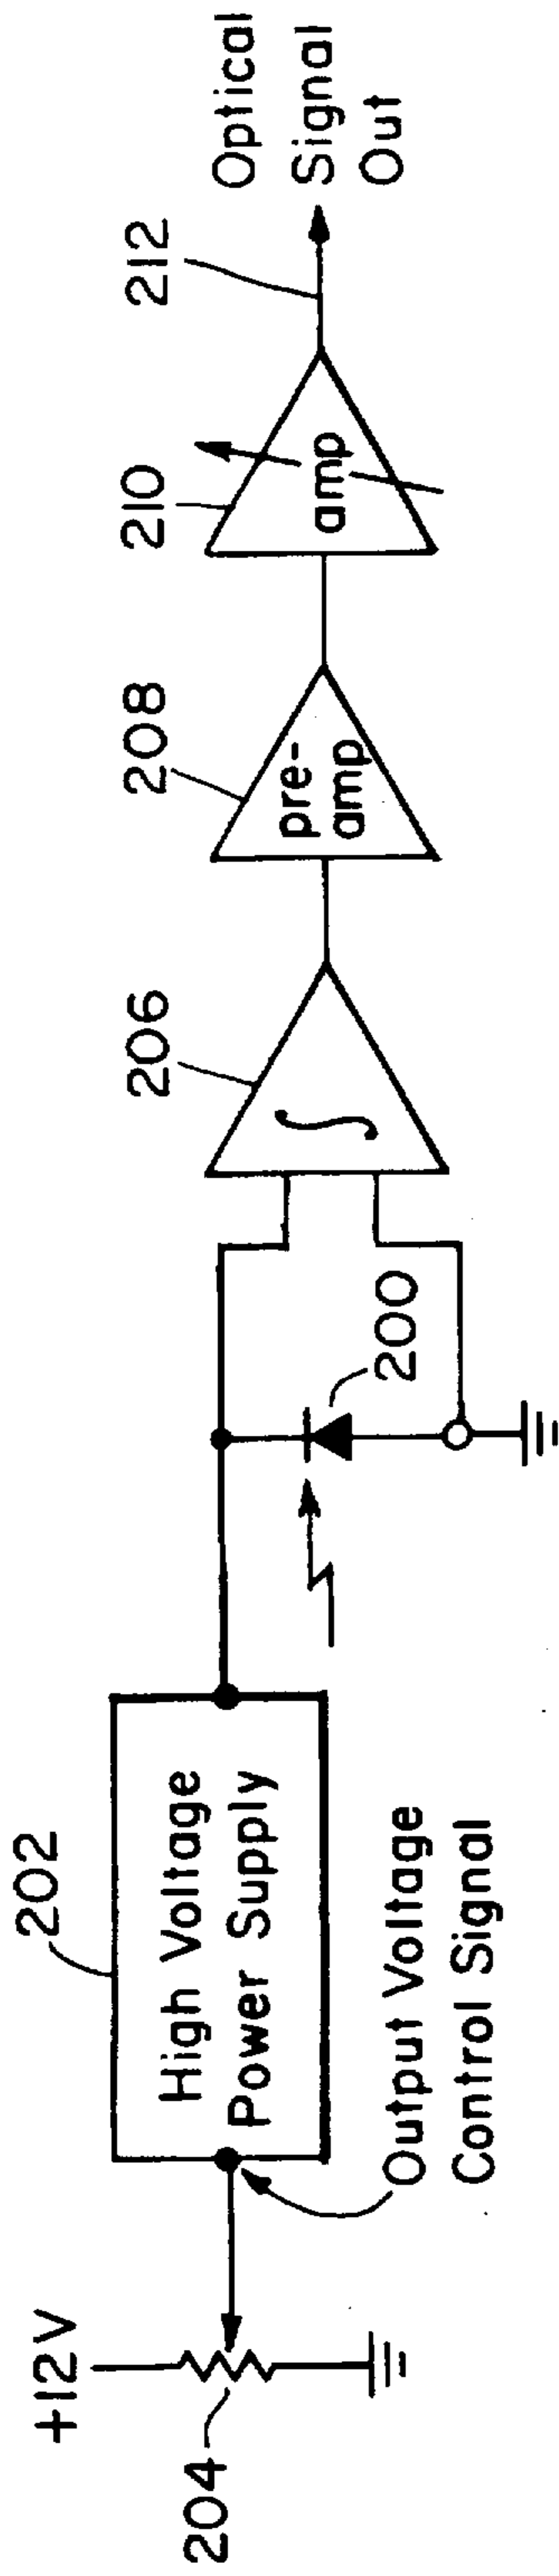 +12V
204
202
High Voltage
Power Supply
Output Voltage
Control Signal
200
206
∫
208
pre-
amp
210
amp
212
Optical
Signal
Out